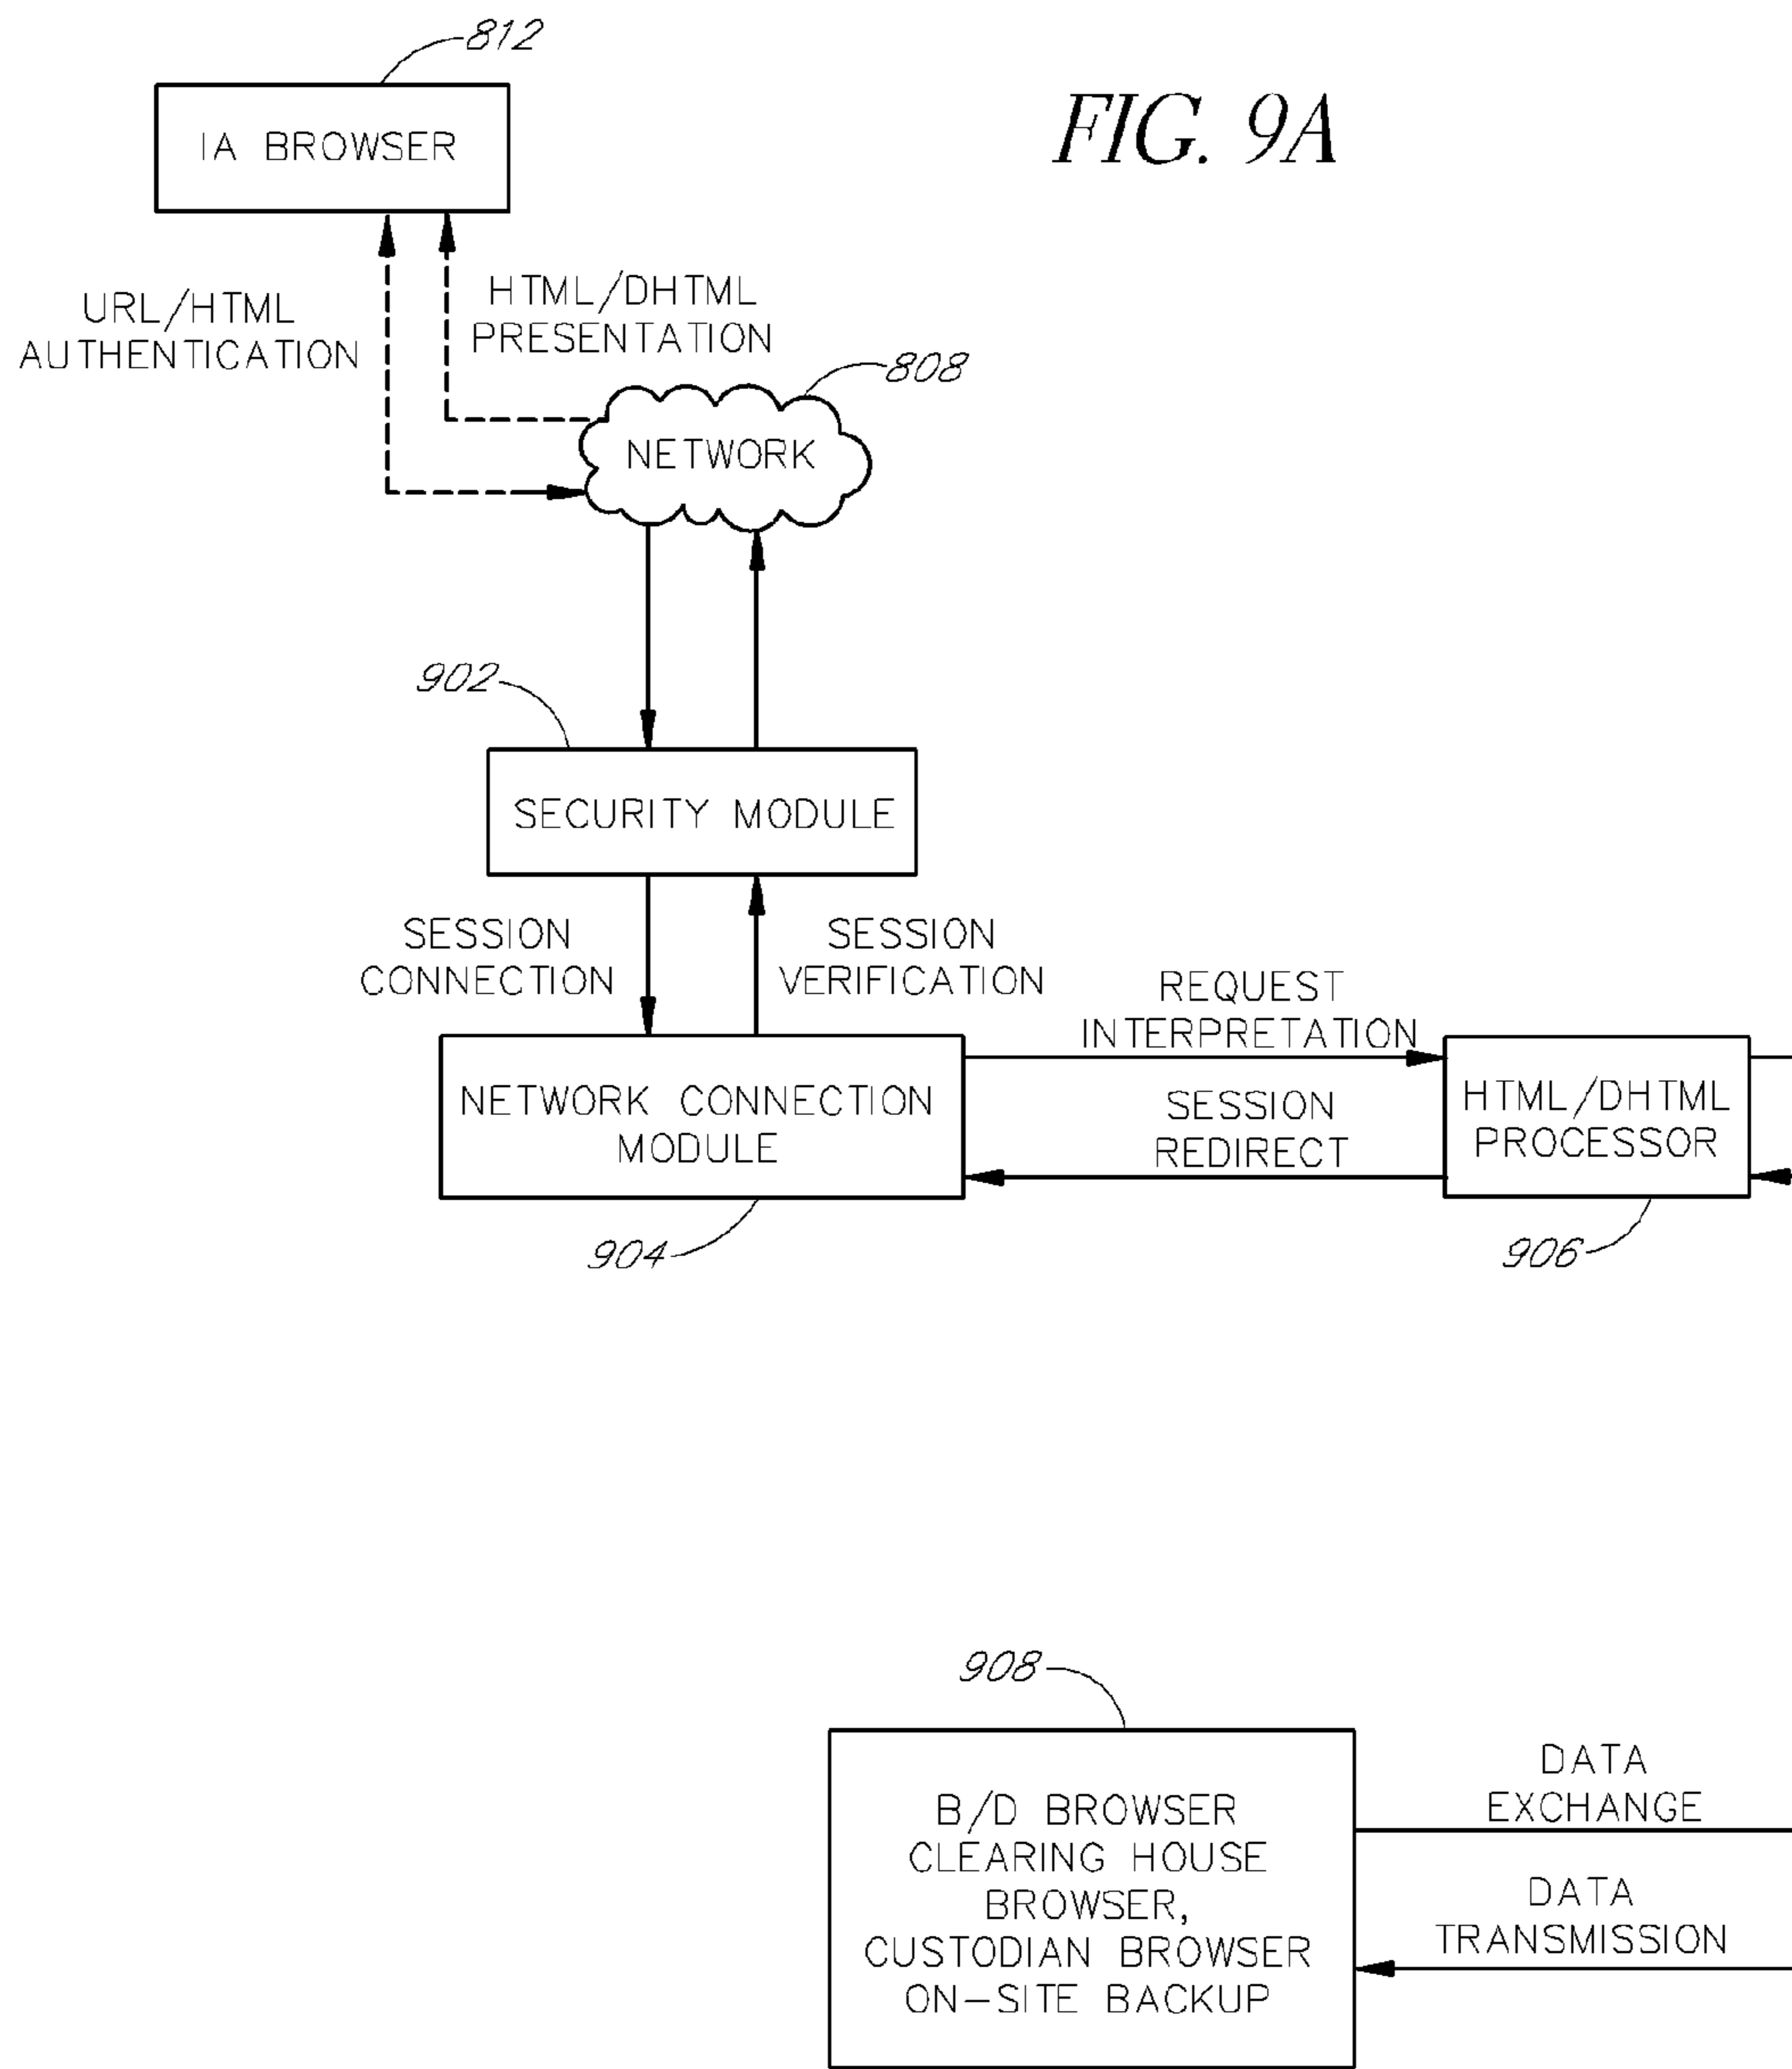 812
FIG. 9A
IA BROWSER
URL/HTML
AUTHENTICATION
HTML/DHTML
PRESENTATION
808
NETWORK
902
SECURITY MODULE
SESSION
CONNECTION
SESSION
VERIFICATION
REQUEST
INTERPRETATION
NETWORK CONNECTION
MODULE
SESSION
REDIRECT
HTML/DHTML
PROCESSOR
904
906
908
B/D BROWSER
CLEARING HOUSE
BROWSER,
CUSTODIAN BROWSER
ON-SITE BACKUP
DATA
EXCHANGE
DATA
TRANSMISSION